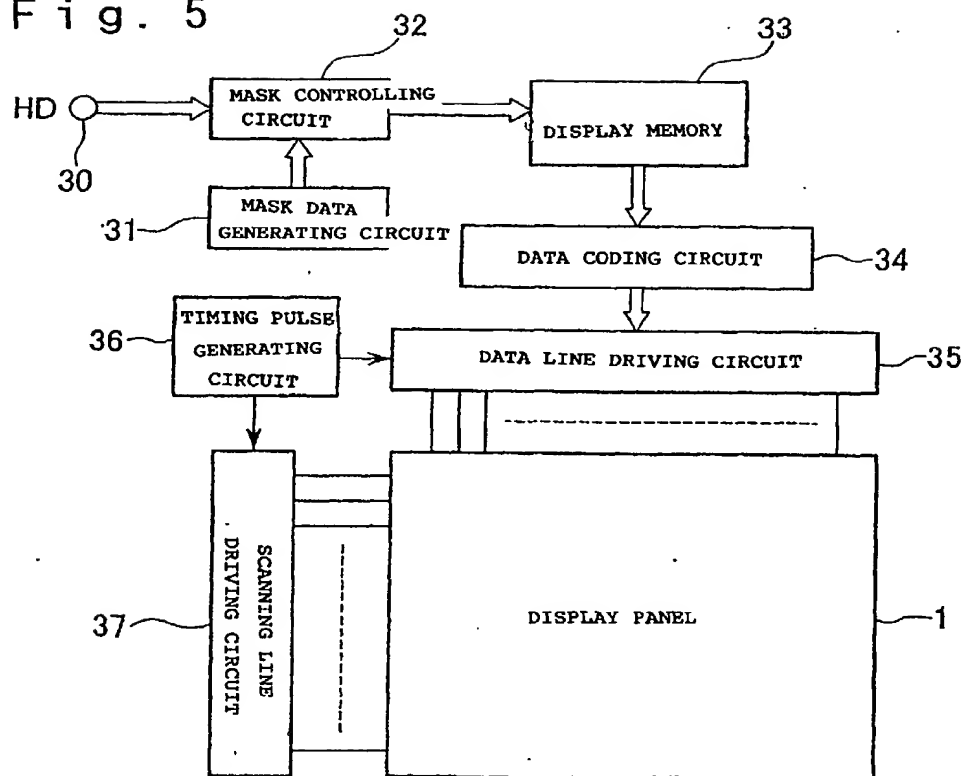 Fig. 5
32
33
HD
MASK CONTROLLING
CIRCUIT
DISPLAY MEMORY
30
MASK DATA
GENERATING CIRCUIT
31
DATA CODING CIRCUIT
34
TIMING PULSE
GENERATING
CIRCUIT
36
DATA LINE DRIVING CIRCUIT
35
SCANNING LINE
DRIVING CIRCUIT
37
DISPLAY PANEL
1